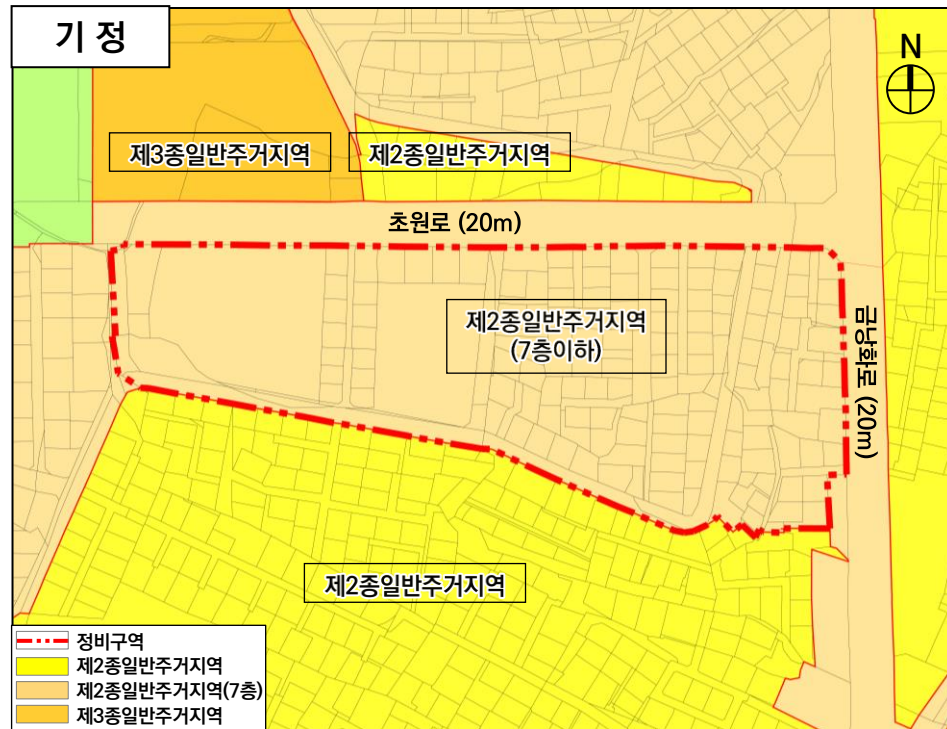 기 정
N
제3종일반주거지역
제2종일반주거지역
초원로 (20m)
제2종일반주거지역
(7층이하)
금낭화로 (20m)
제2종일반주거지역
정비구역
제2종일반주거지역
제2종일반주거지역(7층)
제3종일반주거지역